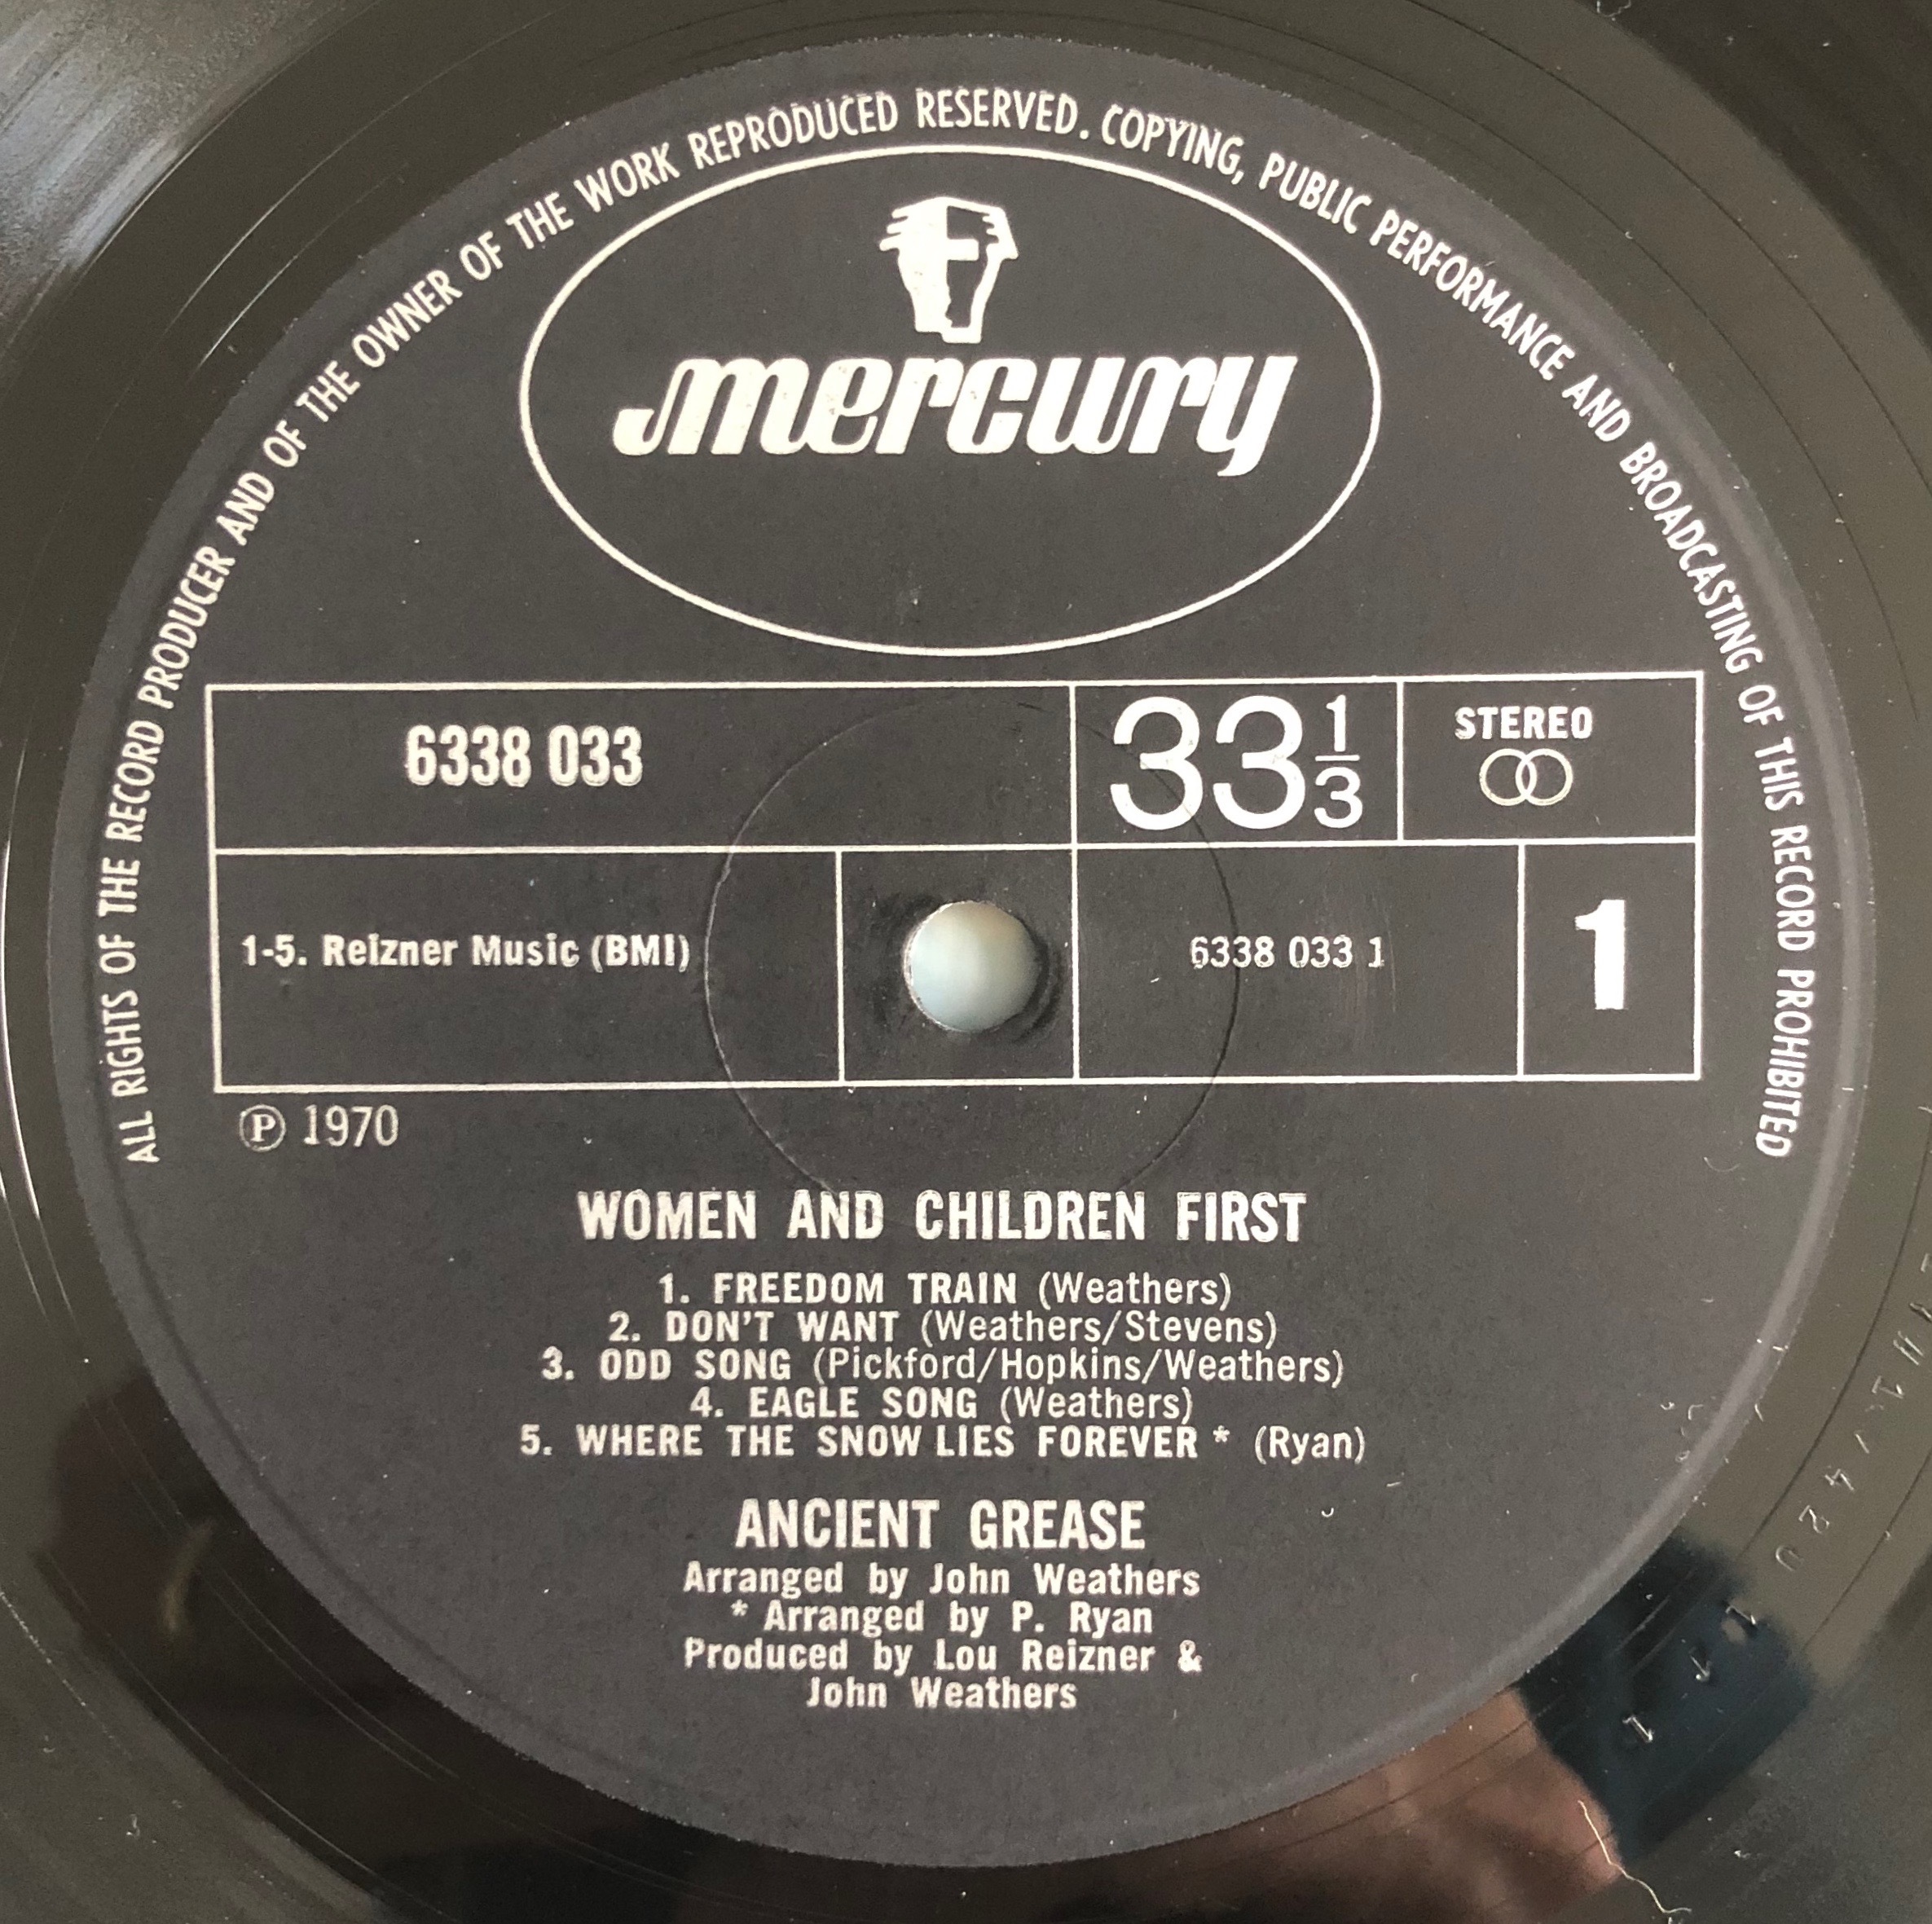 ALL RIGHTS OF THE RECORD PRODUCER AND OF THE OWNER OF THE WORK REPRODUCED RESERVED. COPYING, PUBLIC PERFORMANCE AND BROADCASTING OF THIS RECORD PROHIBITED
mercury
6338 033
33 1/3
STEREO
1-5. Reizner Music (BMI)
6338 033 1
1
Ⓟ 1970
WOMEN AND CHILDREN FIRST
1. FREEDOM TRAIN (Weathers)
2. DON'T WANT (Weathers/Stevens)
3. ODD SONG (Pickford/Hopkins/Weathers)
4. EAGLE SONG (Weathers)
5. WHERE THE SNOW LIES FOREVER * (Ryan)
ANCIENT GREASE
Arranged by John Weathers
* Arranged by P. Ryan
Produced by Lou Reizner &
John Weathers